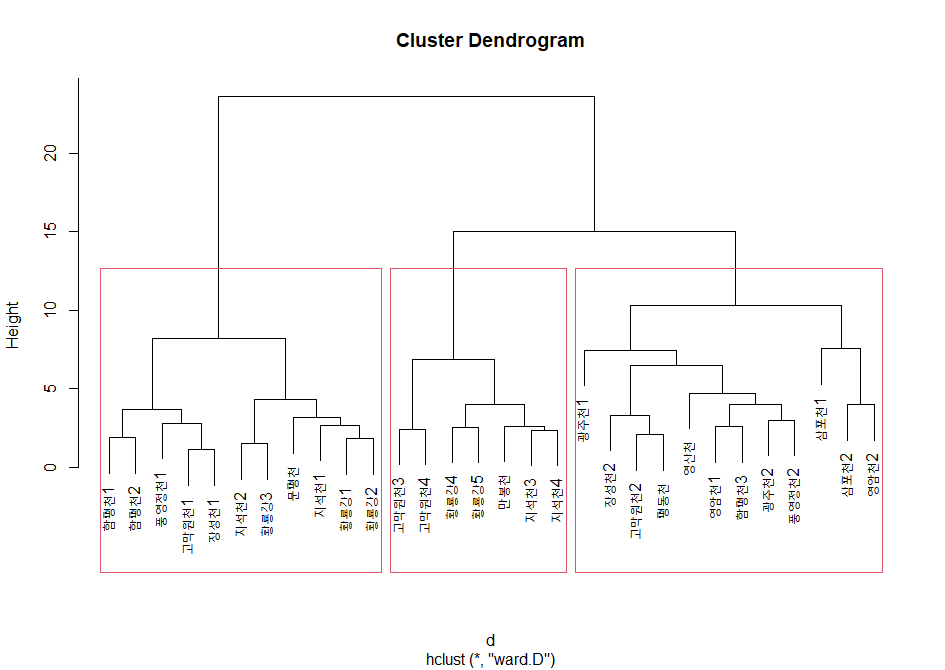 Cluster Dendrogram
Height
20
15
10
5
0
함평천1
함평천2
풍영정천1
고막원천1
장성천1
지석천2
황룡강3
문평천
지석천1
황룡강1
황룡강2
고막원천3
고막원천4
황룡강4
황룡강5
만봉천
지석천3
지석천4
광주천1
장성천2
고막원천2
평동천
영산천
영암천1
함평천3
광주천2
풍영정천2
삼포천1
삼포천2
영암천2
d
hclust (*, "ward.D")